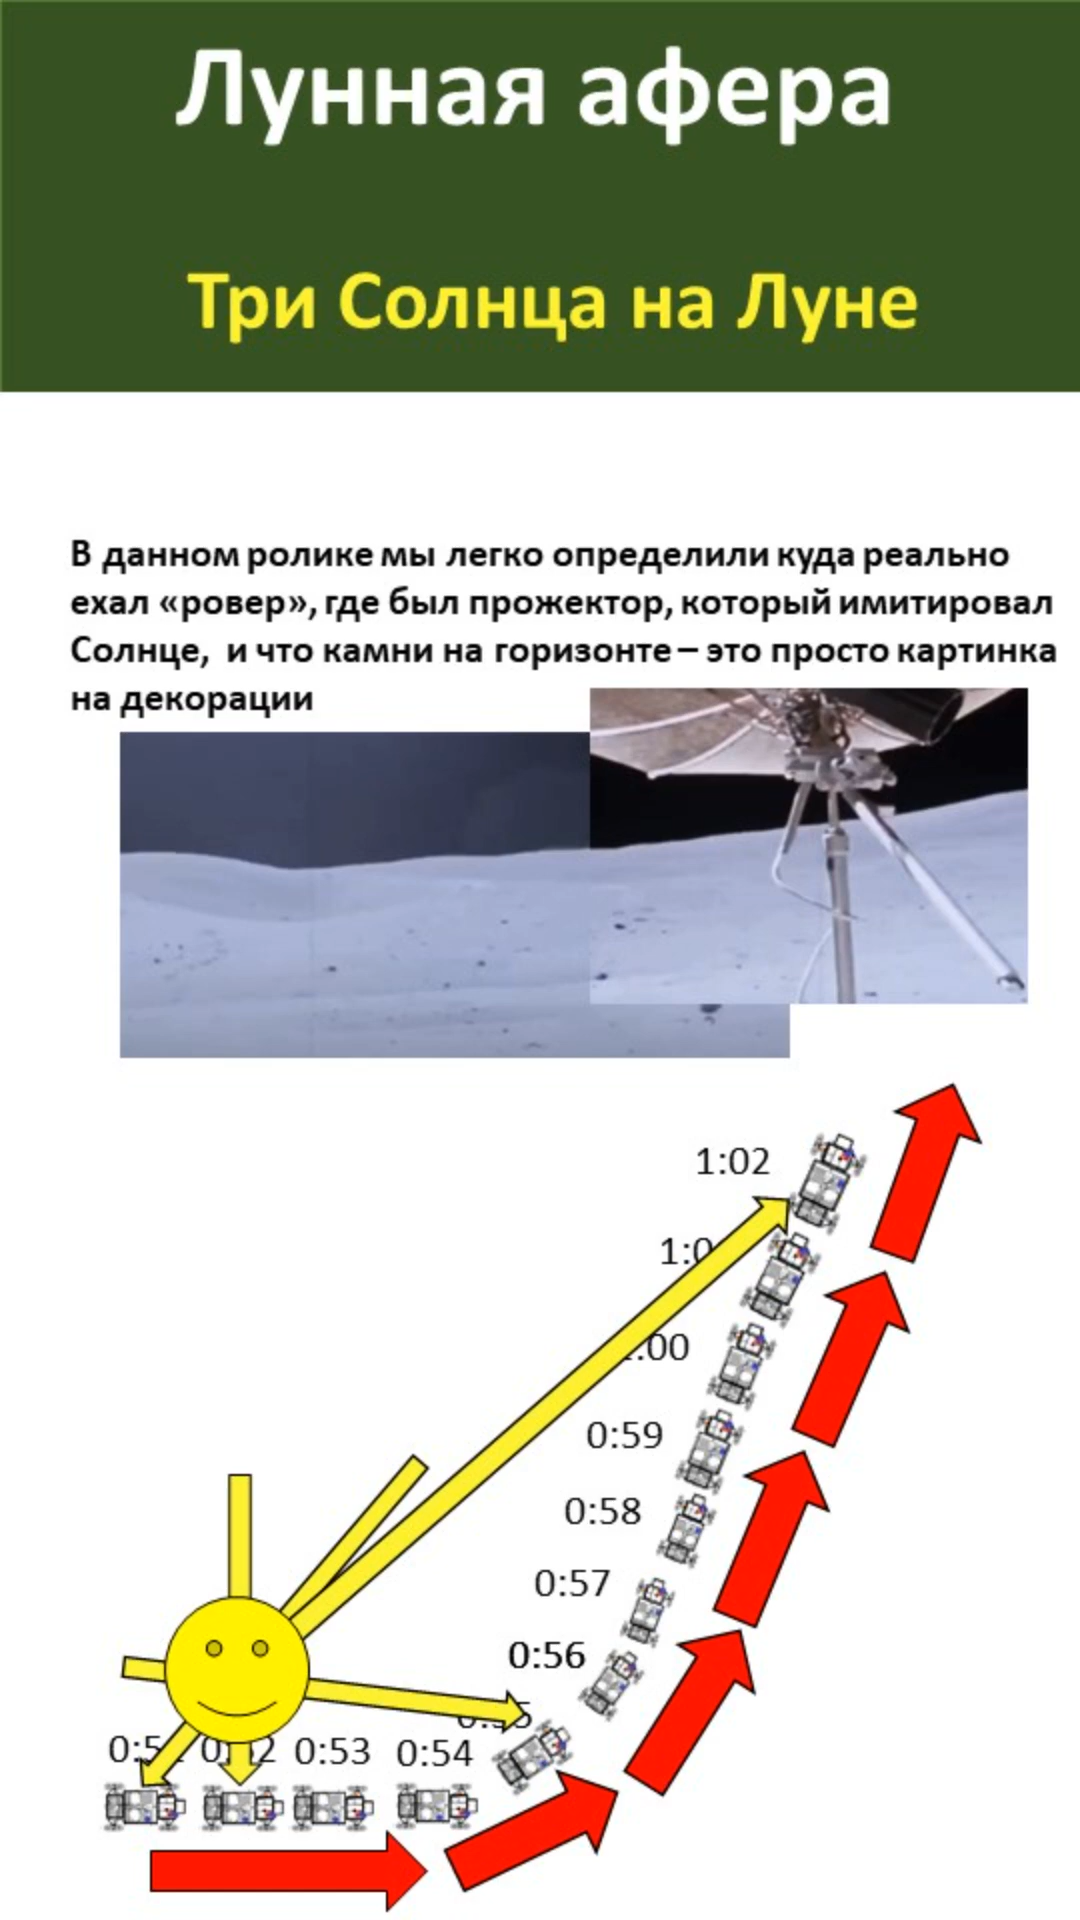 Лунная афера
Три Солнца на Луне
В данном ролике мы легко определили куда реально
ехал «ровер», где был прожектор, который имитировал
Солнце, и что камни на горизонте – это просто картинка
на декорации
1:02
0:59
0:58
0:57
0:56
0:53
0:54